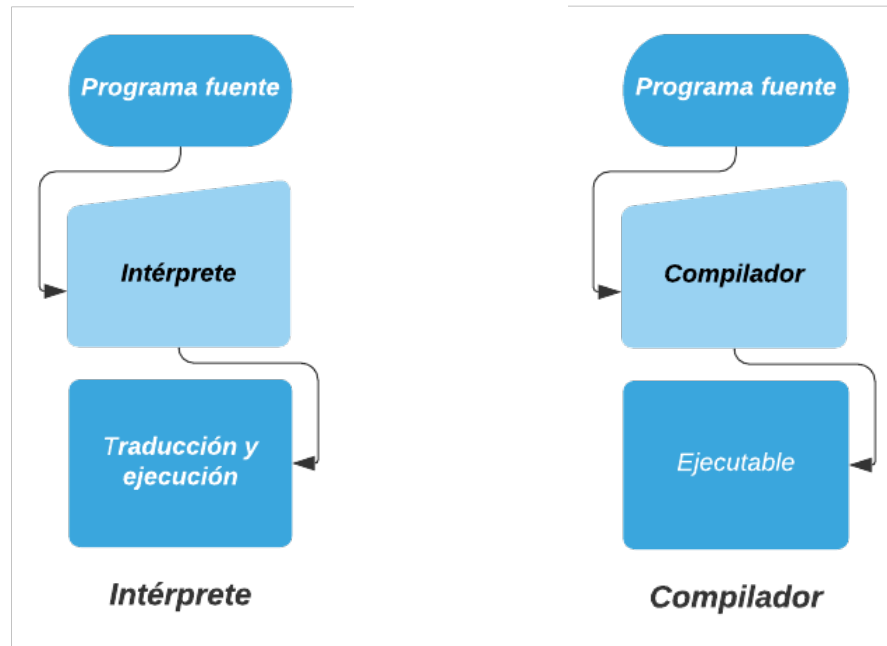 Programa fuente
Intérprete
Traducción y
ejecución
Intérprete
Programa fuente
Compilador
Ejecutable
Compilador